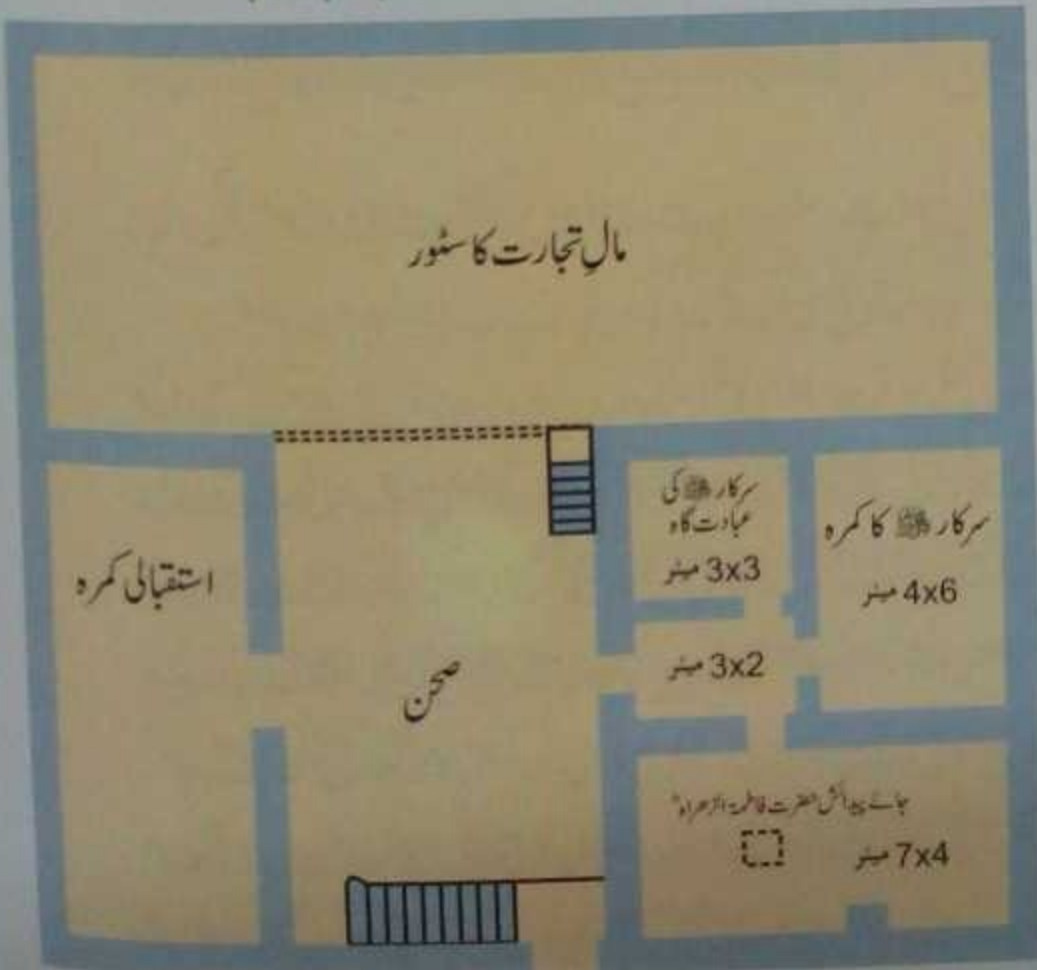 مالِ تجارت کا سٹور
سرکار ﷺ کی
عبادت گاہ
3x3 میٹر
سرکار ﷺ کا کمرہ
4x6 میٹر
استقبالی کمرہ
3x2 میٹر
صحن
جائے پیدائش حضرت فاطمۃ الزھراءؓ
7x4 میٹر